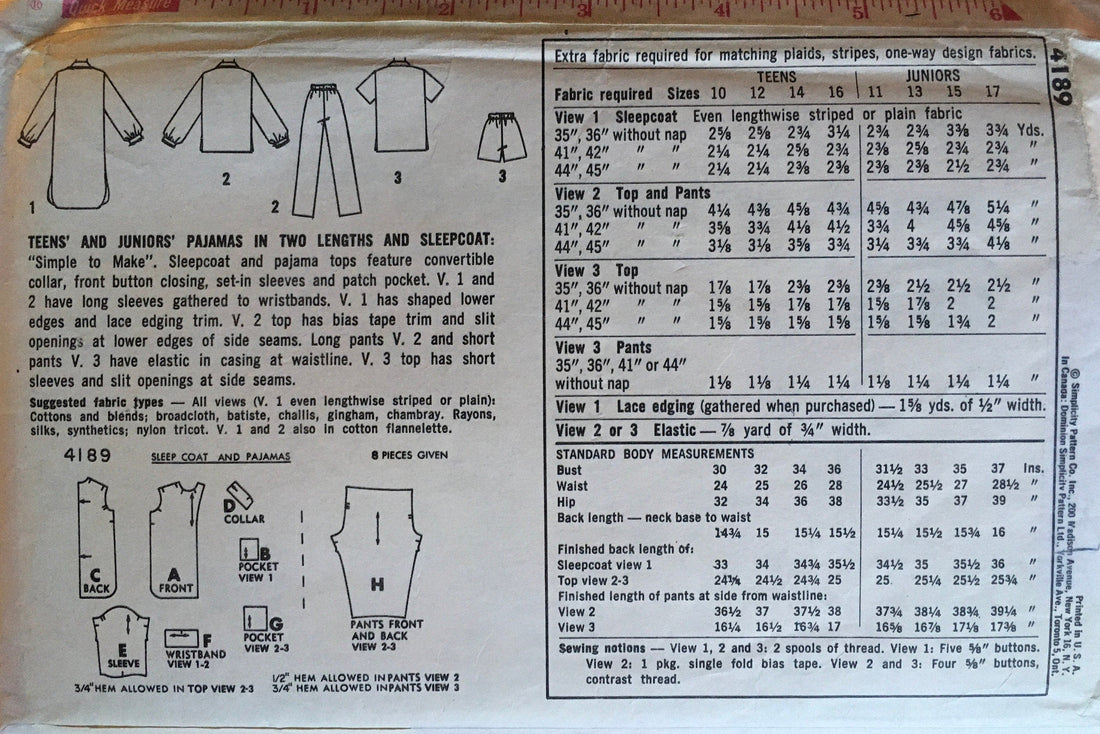 Quick Measure
1 2 3 4 5 6
4189
1
2
2
3
3
TEENS' AND JUNIORS' PAJAMAS IN TWO LENGTHS AND SLEEPCOAT:
"Simple to Make". Sleepcoat and pajama tops feature convertible
collar, front button closing, set-in sleeves and patch pocket. V. 1 and
2 have long sleeves gathered to wristbands. V. 1 has shaped lower
edges and lace edging trim. V. 2 top has bias tape trim and slit
openings at lower edges of side seams. Long pants V. 2 and short
pants V. 3 have elastic in casing at waistline. V. 3 top has short
sleeves and slit openings at side seams.
Suggested fabric types — All views (V. 1 even lengthwise striped or plain):
Cottons and blends; broadcloth, batiste, challis, gingham, chambray. Rayons,
silks, synthetics; nylon tricot. V. 1 and 2 also in cotton flannelette.
4189 SLEEP COAT AND PAJAMAS 8 PIECES GIVEN
C
BACK
A
FRONT
D
COLLAR
B
POCKET
VIEW 1
E
SLEEVE
F
WRISTBAND
VIEW 1-2
G
POCKET
VIEW 2-3
H
PANTS FRONT
AND BACK
VIEW 2-3
3/4" HEM ALLOWED IN TOP VIEW 2-3
1/2" HEM ALLOWED IN PANTS VIEW 2
3/4" HEM ALLOWED IN PANTS VIEW 3
Extra fabric required for matching plaids, stripes, one-way design fabrics.
TEENS JUNIORS
Fabric required Sizes 10 12 14 16 11 13 15 17
View 1 Sleepcoat Even lengthwise striped or plain fabric
35", 36" without nap 2⅝ 2⅝ 2¾ 3¼ 2¾ 2¾ 3⅜ 3¾ Yds.
41", 42" " " 2¼ 2¼ 2⅝ 2¾ 2⅜ 2⅝ 2¾ 2¾ "
44", 45" " " 2¼ 2¼ 2⅜ 2⅝ 2⅜ 2⅜ 2½ 2¾ "
View 2 Top and Pants
35", 36" without nap 4¼ 4⅜ 4⅝ 4¾ 4⅝ 4¾ 4⅞ 5¼ "
41", 42" " " 3⅝ 3¾ 4⅛ 4½ 3¾ 4 4⅝ 4⅝ "
44", 45" " " 3⅛ 3⅛ 3⅝ 3¾ 3¼ 3¾ 3¾ 4⅛ "
View 3 Top
35", 36" without nap 1⅞ 1⅞ 2⅜ 2⅜ 2⅜ 2½ 2½ 2½ "
41", 42" " " 1⅝ 1⅝ 1⅞ 1⅞ 1⅝ 1⅞ 2 2 "
44", 45" " " 1⅝ 1⅝ 1⅝ 1⅝ 1⅝ 1⅝ 1¾ 2 "
View 3 Pants
35", 36", 41" or 44"
without nap 1⅛ 1⅛ 1¼ 1¼ 1⅛ 1¼ 1¼ 1¼ "
View 1 Lace edging (gathered when purchased) — 1⅝ yds. of ½" width.
View 2 or 3 Elastic — ⅞ yard of ¾" width.
STANDARD BODY MEASUREMENTS
Bust 30 32 34 36 31½ 33 35 37 Ins.
Waist 24 25 26 28 24½ 25½ 27 28½ "
Hip 32 34 36 38 33½ 35 37 39 "
Back length — neck base to waist
14¾ 15 15¼ 15½ 15¼ 15½ 15¾ 16 "
Finished back length of:
Sleepcoat view 1 33 34 34¾ 35½ 34½ 35 35½ 36 "
Top view 2-3 24¼ 24½ 24¾ 25 25 25¼ 25½ 25¾ "
Finished length of pants at side from waistline:
View 2 36½ 37 37½ 38 37¾ 38¼ 38¾ 39¼ "
View 3 16¼ 16½ 16¾ 17 16⅝ 16⅞ 17⅛ 17⅜ "
Sewing notions — View 1, 2 and 3: 2 spools of thread. View 1: Five ⅝" buttons.
View 2: 1 pkg. single fold bias tape. View 2 and 3: Four ⅝" buttons,
contrast thread.
© Simplicity Pattern Co. Inc., 200 Madison Avenue, New York 16, N. Y.
In Canada: Dominion Simplicity Pattern Ltd., Yorkville Ave., Toronto 5, Ont.
Printed in U. S. A.